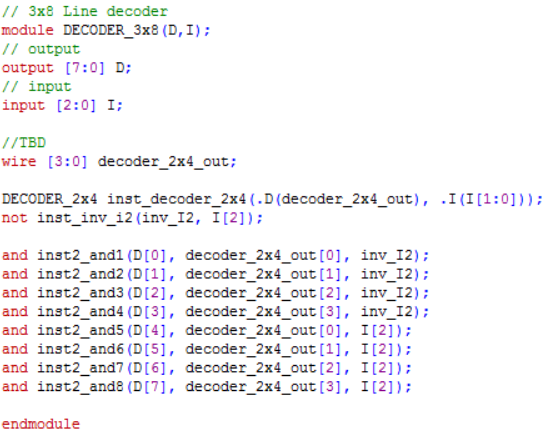 // 3x8 Line decoder
module DECODER_3x8(D,I);
// output
output [7:0] D;
// input
input [2:0] I;
//TBD
wire [3:0] decoder_2x4_out;
DECODER_2x4 inst_decoder_2x4(.D(decoder_2x4_out), .I(I[1:0]));
not inst_inv_i2(inv_I2, I[2]);
and inst2_and1(D[0], decoder_2x4_out[0], inv_I2);
and inst2_and2(D[1], decoder_2x4_out[1], inv_I2);
and inst2_and3(D[2], decoder_2x4_out[2], inv_I2);
and inst2_and4(D[3], decoder_2x4_out[3], inv_I2);
and inst2_and5(D[4], decoder_2x4_out[0], I[2]);
and inst2_and6(D[5], decoder_2x4_out[1], I[2]);
and inst2_and7(D[6], decoder_2x4_out[2], I[2]);
and inst2_and8(D[7], decoder_2x4_out[3], I[2]);
endmodule